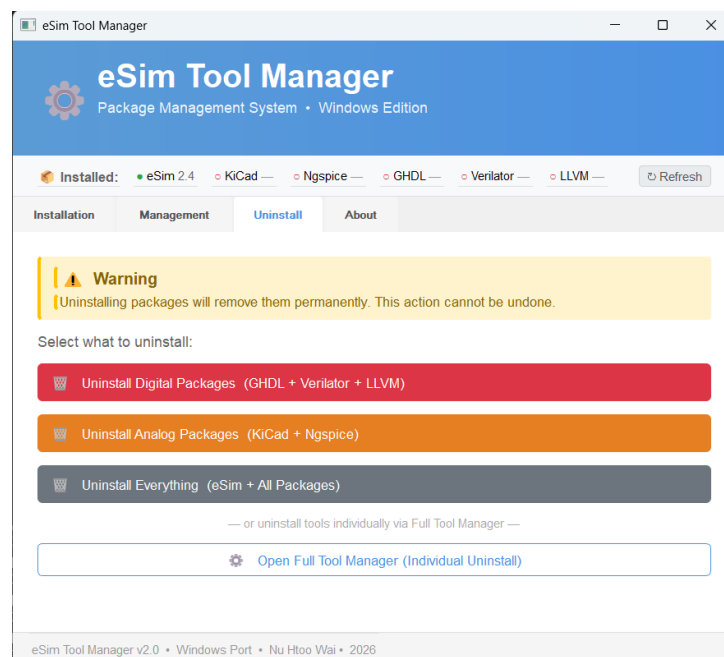 eSim Tool Manager
eSim Tool Manager
Package Management System • Windows Edition
Installed: ● eSim 2.4 ○ KiCad — ○ Ngspice — ○ GHDL — ○ Verilator — ○ LLVM — ↻ Refresh
Installation Management Uninstall About
Warning
Uninstalling packages will remove them permanently. This action cannot be undone.
Select what to uninstall:
Uninstall Digital Packages (GHDL + Verilator + LLVM)
Uninstall Analog Packages (KiCad + Ngspice)
Uninstall Everything (eSim + All Packages)
— or uninstall tools individually via Full Tool Manager —
Open Full Tool Manager (Individual Uninstall)
eSim Tool Manager v2.0 • Windows Port • Nu Htoo Wai • 2026